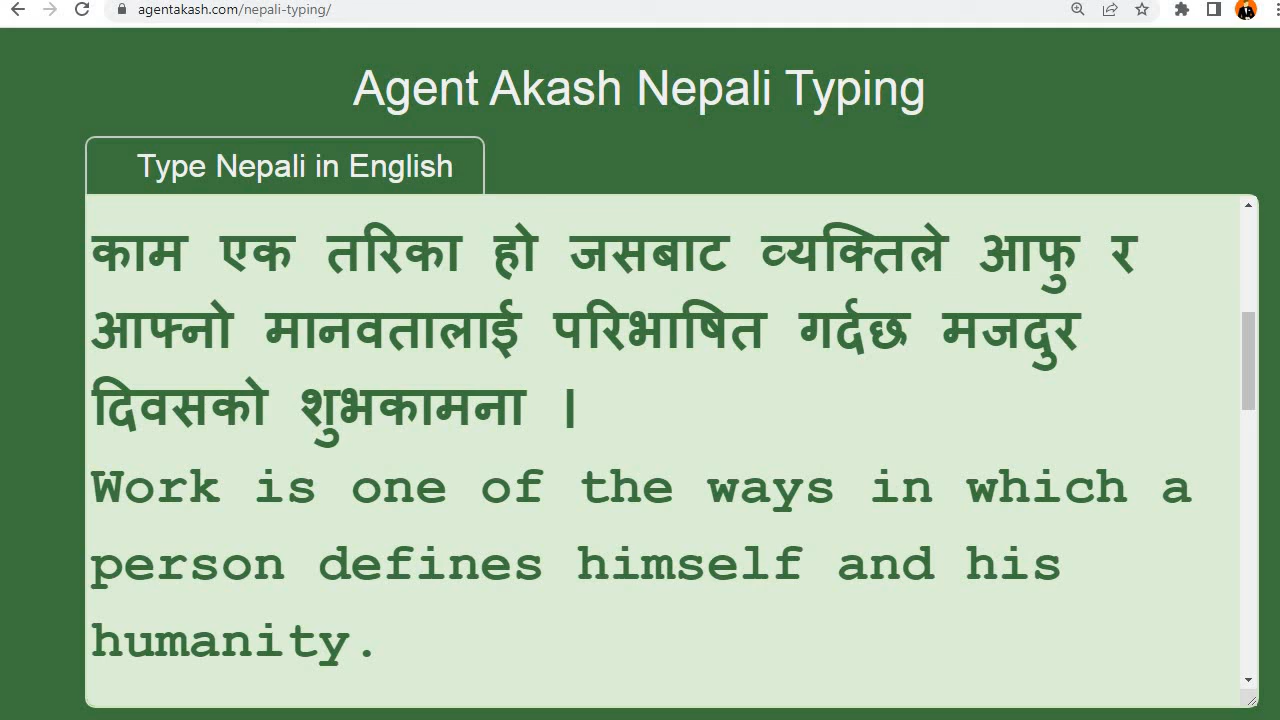 agentakash.com/nepali-typing/
Agent Akash Nepali Typing
Type Nepali in English
काम एक तरिका हो जसबाट व्यक्तिले आफु र
आफ्नो मानवतालाई परिभाषित गर्दछ मजदुर
दिवसको शुभकामना |
Work is one of the ways in which a
person defines himself and his
humanity.